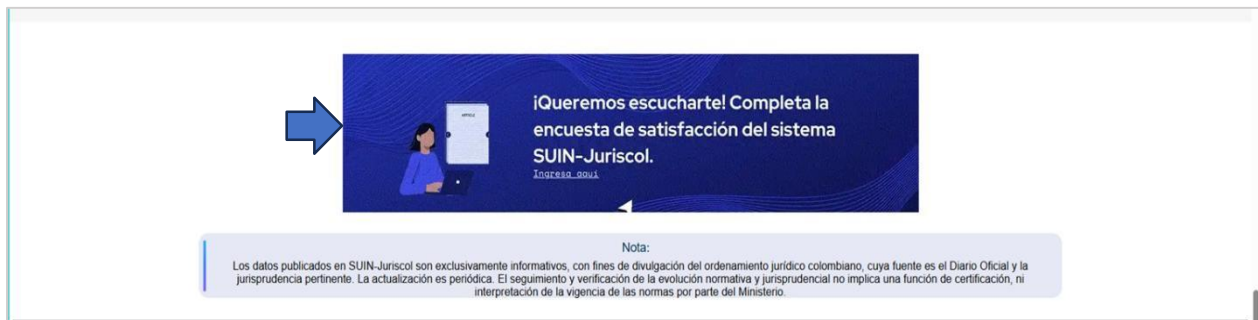 ¡Queremos escucharte! Completa la
encuesta de satisfacción del sistema
SUIN-Juriscol.
Ingresa aquí
Nota:
Los datos publicados en SUIN-Juriscol son exclusivamente informativos, con fines de divulgación del ordenamiento jurídico colombiano, cuya fuente es el Diario Oficial y la
jurisprudencia pertinente. La actualización es periódica. El seguimiento y verificación de la evolución normativa y jurisprudencial no implica una función de certificación, ni
interpretación de la vigencia de las normas por parte del Ministerio.